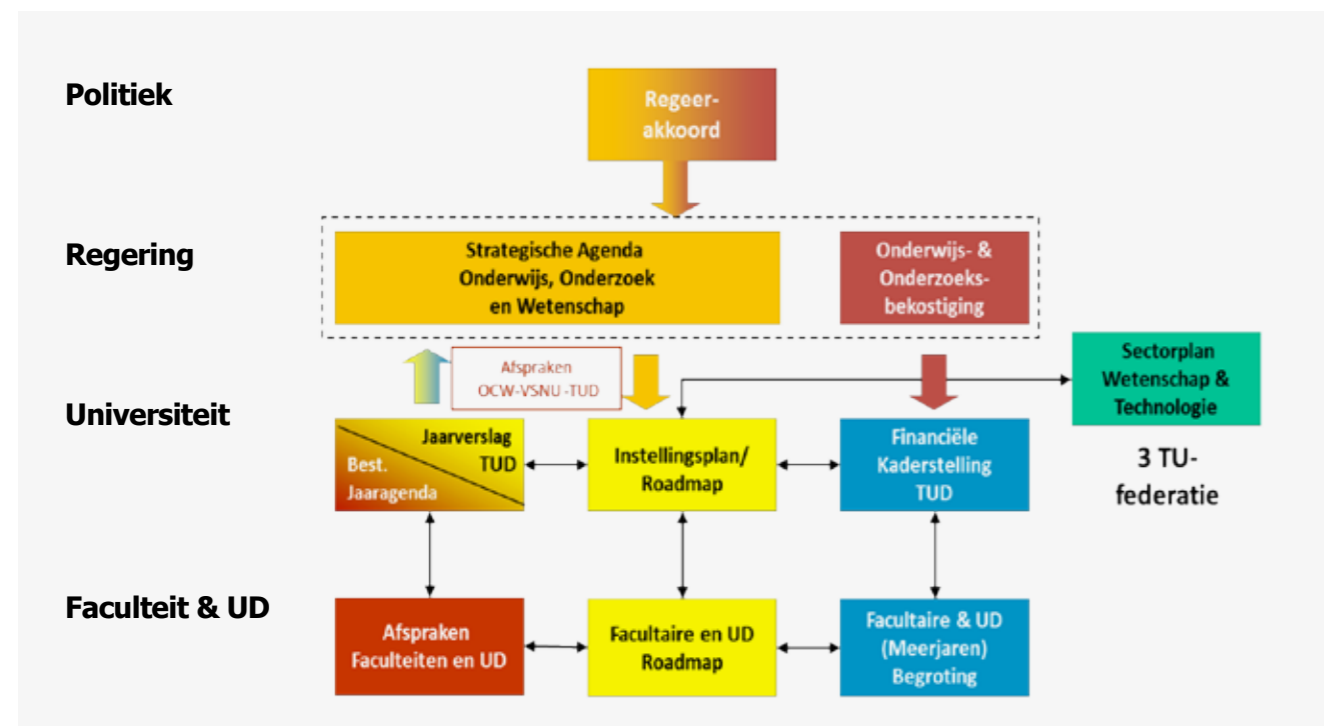 Politiek
Regeer-
akkoord
Regering
Strategische Agenda
Onderwijs, Onderzoek
en Wetenschap
Onderwijs- &
Onderzoeks-
bekostiging
Afspraken
OCW-VSNU -TUD
Sectorplan
Wetenschap &
Technologie
Universiteit
Jaarverslag
TUD
Best.
Jaaragenda
Instellingsplan/
Roadmap
Financiële
Kaderstelling
TUD
3 TU-
federatie
Faculteit & UD
Afspraken
Faculteiten en UD
Facultaire en UD
Roadmap
Facultaire & UD
(Meerjaren)
Begroting